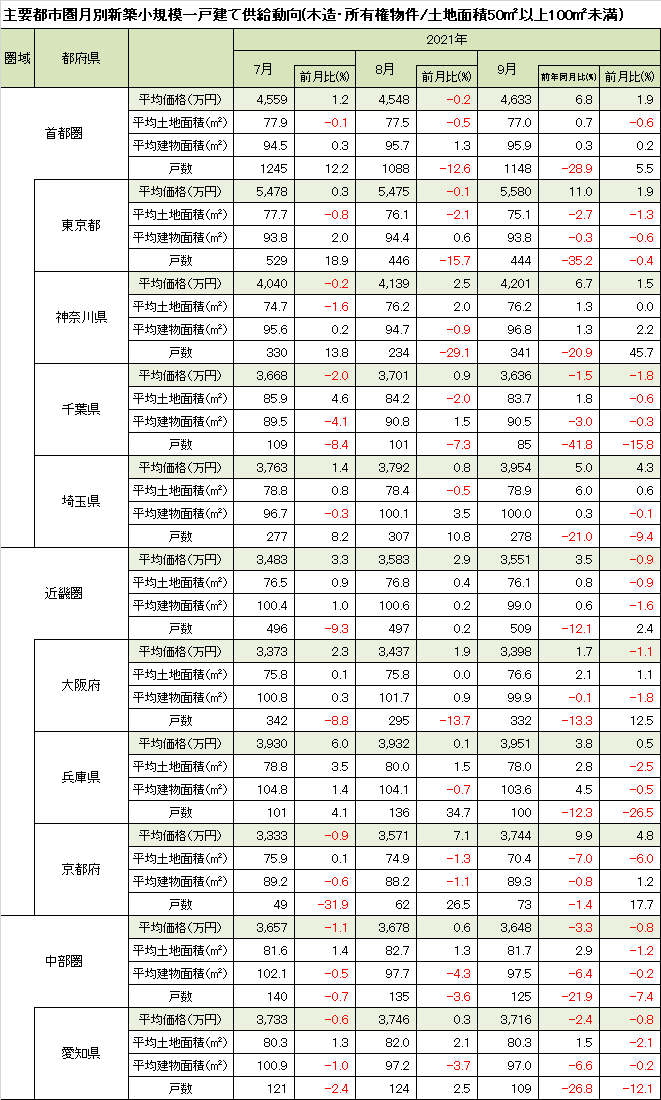 主要都市圏月別新築小規模一戸建て供給動向(木造・所有権物件/土地面積50㎡以上100㎡未満)
圏域 都府県 2021年
7月 前月比(%) 8月 前月比(%) 9月 前年同月比(%) 前月比(%)
首都圏
平均価格(万円) 4,559 1.2 4,548 -0.2 4,633 6.8 1.9
平均土地面積(㎡) 77.9 -0.1 77.5 -0.5 77.0 0.7 -0.6
平均建物面積(㎡) 94.5 0.3 95.7 1.3 95.9 0.3 0.2
戸数 1245 12.2 1088 -12.6 1148 -28.9 5.5
東京都
平均価格(万円) 5,478 0.3 5,475 -0.1 5,580 11.0 1.9
平均土地面積(㎡) 77.7 -0.8 76.1 -2.1 75.1 -2.7 -1.3
平均建物面積(㎡) 93.8 2.0 94.4 0.6 93.8 -0.3 -0.6
戸数 529 18.9 446 -15.7 444 -35.2 -0.4
神奈川県
平均価格(万円) 4,040 -0.2 4,139 2.5 4,201 6.7 1.5
平均土地面積(㎡) 74.7 -1.6 76.2 2.0 76.2 1.3 0.0
平均建物面積(㎡) 95.6 0.2 94.7 -0.9 96.8 1.3 2.2
戸数 330 13.8 234 -29.1 341 -20.9 45.7
千葉県
平均価格(万円) 3,668 -2.0 3,701 0.9 3,636 -1.5 -1.8
平均土地面積(㎡) 85.9 4.6 84.2 -2.0 83.7 1.8 -0.6
平均建物面積(㎡) 89.5 -4.1 90.8 1.5 90.5 -3.0 -0.3
戸数 109 -8.4 101 -7.3 85 -41.8 -15.8
埼玉県
平均価格(万円) 3,763 1.4 3,792 0.8 3,954 5.0 4.3
平均土地面積(㎡) 78.8 0.8 78.4 -0.5 78.9 6.0 0.6
平均建物面積(㎡) 96.7 -0.3 100.1 3.5 100.0 0.3 -0.1
戸数 277 8.2 307 10.8 278 -21.0 -9.4
近畿圏
平均価格(万円) 3,483 3.3 3,583 2.9 3,551 3.5 -0.9
平均土地面積(㎡) 76.5 0.9 76.8 0.4 76.1 0.8 -0.9
平均建物面積(㎡) 100.4 1.0 100.6 0.2 99.0 0.6 -1.6
戸数 496 -9.3 497 0.2 509 -12.1 2.4
大阪府
平均価格(万円) 3,373 2.3 3,437 1.9 3,398 1.7 -1.1
平均土地面積(㎡) 75.8 0.1 75.8 0.0 76.6 2.1 1.1
平均建物面積(㎡) 100.8 0.3 101.7 0.9 99.9 -0.1 -1.8
戸数 342 -8.8 295 -13.7 332 -13.3 12.5
兵庫県
平均価格(万円) 3,930 6.0 3,932 0.1 3,951 3.8 0.5
平均土地面積(㎡) 78.8 3.5 80.0 1.5 78.0 2.8 -2.5
平均建物面積(㎡) 104.8 1.4 104.1 -0.7 103.6 4.5 -0.5
戸数 101 4.1 136 34.7 100 -12.3 -26.5
京都府
平均価格(万円) 3,333 -0.9 3,571 7.1 3,744 9.9 4.8
平均土地面積(㎡) 75.9 0.1 74.9 -1.3 70.4 -7.0 -6.0
平均建物面積(㎡) 89.2 -0.6 88.2 -1.1 89.3 -0.8 1.2
戸数 49 -31.9 62 26.5 73 -1.4 17.7
中部圏
平均価格(万円) 3,657 -1.1 3,678 0.6 3,648 -3.3 -0.8
平均土地面積(㎡) 81.6 1.4 82.7 1.3 81.7 2.9 -1.2
平均建物面積(㎡) 102.1 -0.5 97.7 -4.3 97.5 -6.4 -0.2
戸数 140 -0.7 135 -3.6 125 -21.9 -7.4
愛知県
平均価格(万円) 3,733 -0.6 3,746 0.3 3,716 -2.4 -0.8
平均土地面積(㎡) 80.3 1.3 82.0 2.1 80.3 1.5 -2.1
平均建物面積(㎡) 100.9 -1.0 97.2 -3.7 97.0 -6.6 -0.2
戸数 121 -2.4 124 2.5 109 -26.8 -12.1